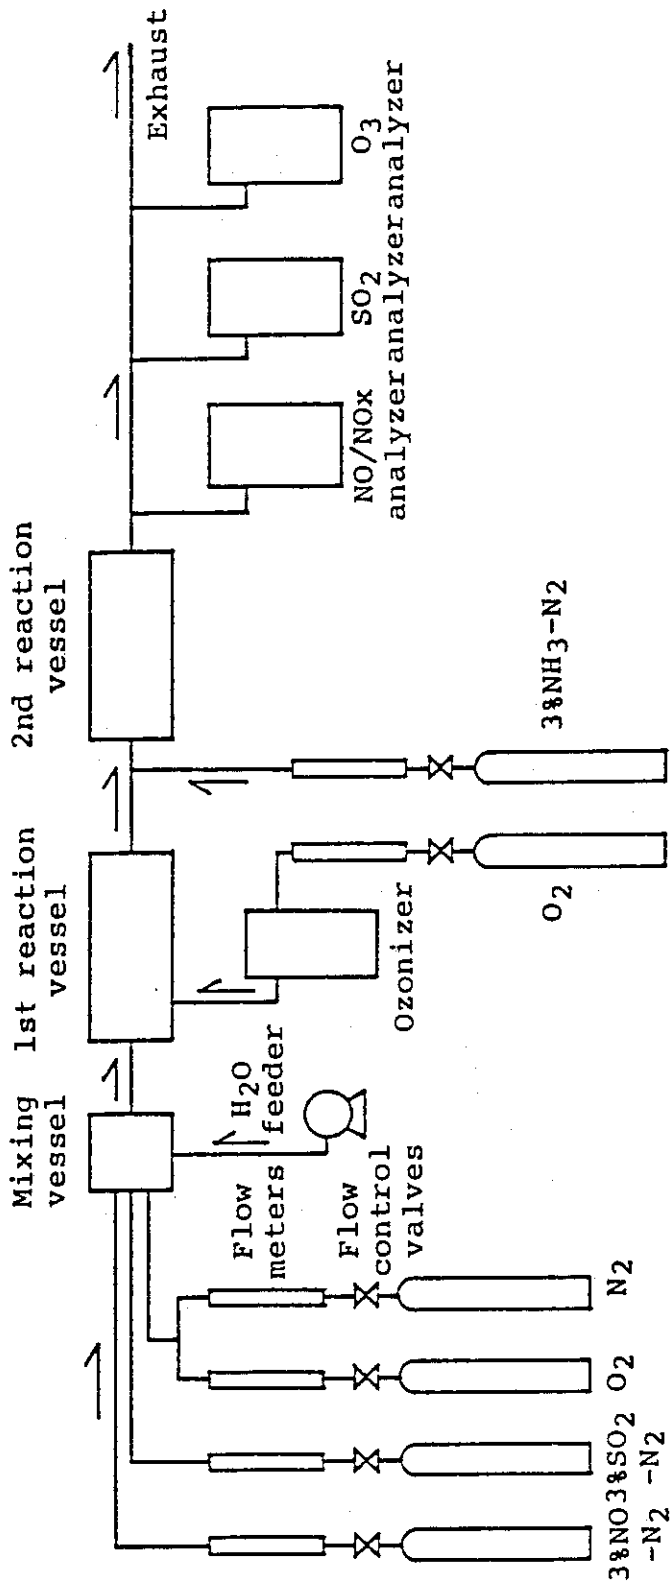 Mixing
vessel
1st reaction
vessel
2nd reaction
vessel
Exhaust
H2O
feeder
Flow
meters
Flow
control
valves
Ozonizer
NO/NOx
analyzer
SO2
analyzer
O3
analyzer
3%NO
-N2
3%SO2
-N2
O2
N2
O2
3%NH3-N2